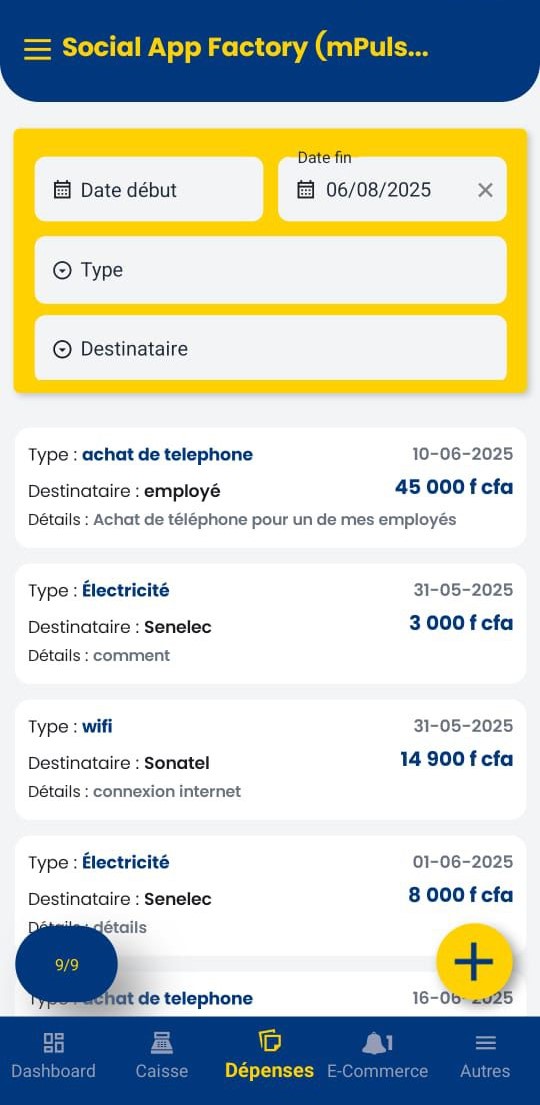 Social App Factory (mPuls...
Date fin
Date début 06/08/2025
Type
Destinataire
Type : achat de telephone 10-06-2025
Destinataire : employé 45 000 f cfa
Détails : Achat de téléphone pour un de mes employés
Type : Électricité 31-05-2025
Destinataire : Senelec 3 000 f cfa
Détails : comment
Type : wifi 31-05-2025
Destinataire : Sonatel 14 900 f cfa
Détails : connexion internet
Type : Électricité 01-06-2025
Destinataire : Senelec 8 000 f cfa
Détails : détails
9/9
Type : achat de telephone 16-06-2025
1
Dashboard Caisse Dépenses E-Commerce Autres